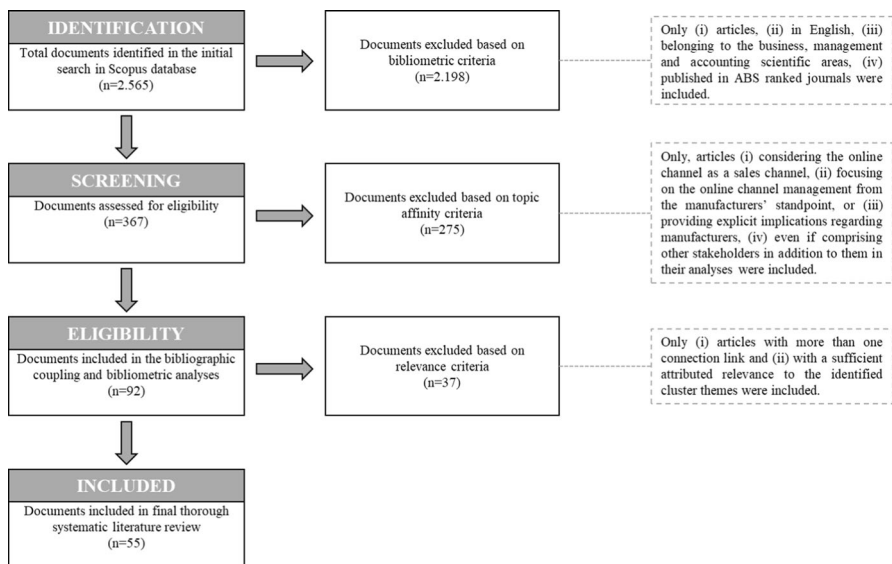 IDENTIFICATION
Total documents identified in the initial
search in Scopus database
(n=2.565)
Documents excluded based on
bibliometric criteria
(n=2.198)
Only (i) articles, (ii) in English, (iii)
belonging to the business, management
and accounting scientific areas, (iv)
published in ABS ranked journals were
included.
SCREENING
Documents assessed for eligibility
(n=367)
Documents excluded based on topic
affinity criteria
(n=275)
Only, articles (i) considering the online
channel as a sales channel, (ii) focusing
on the online channel management from
the manufacturers' standpoint, or (iii)
providing explicit implications regarding
manufacturers, (iv) even if comprising
other stakeholders in addition to them in
their analyses were included.
ELIGIBILITY
Documents included in the bibliographic
coupling and bibliometric analyses
(n=92)
Documents excluded based on
relevance criteria
(n=37)
Only (i) articles with more than one
connection link and (ii) with a sufficient
attributed relevance to the identified
cluster themes were included.
INCLUDED
Documents included in final thorough
systematic literature review
(n=55)